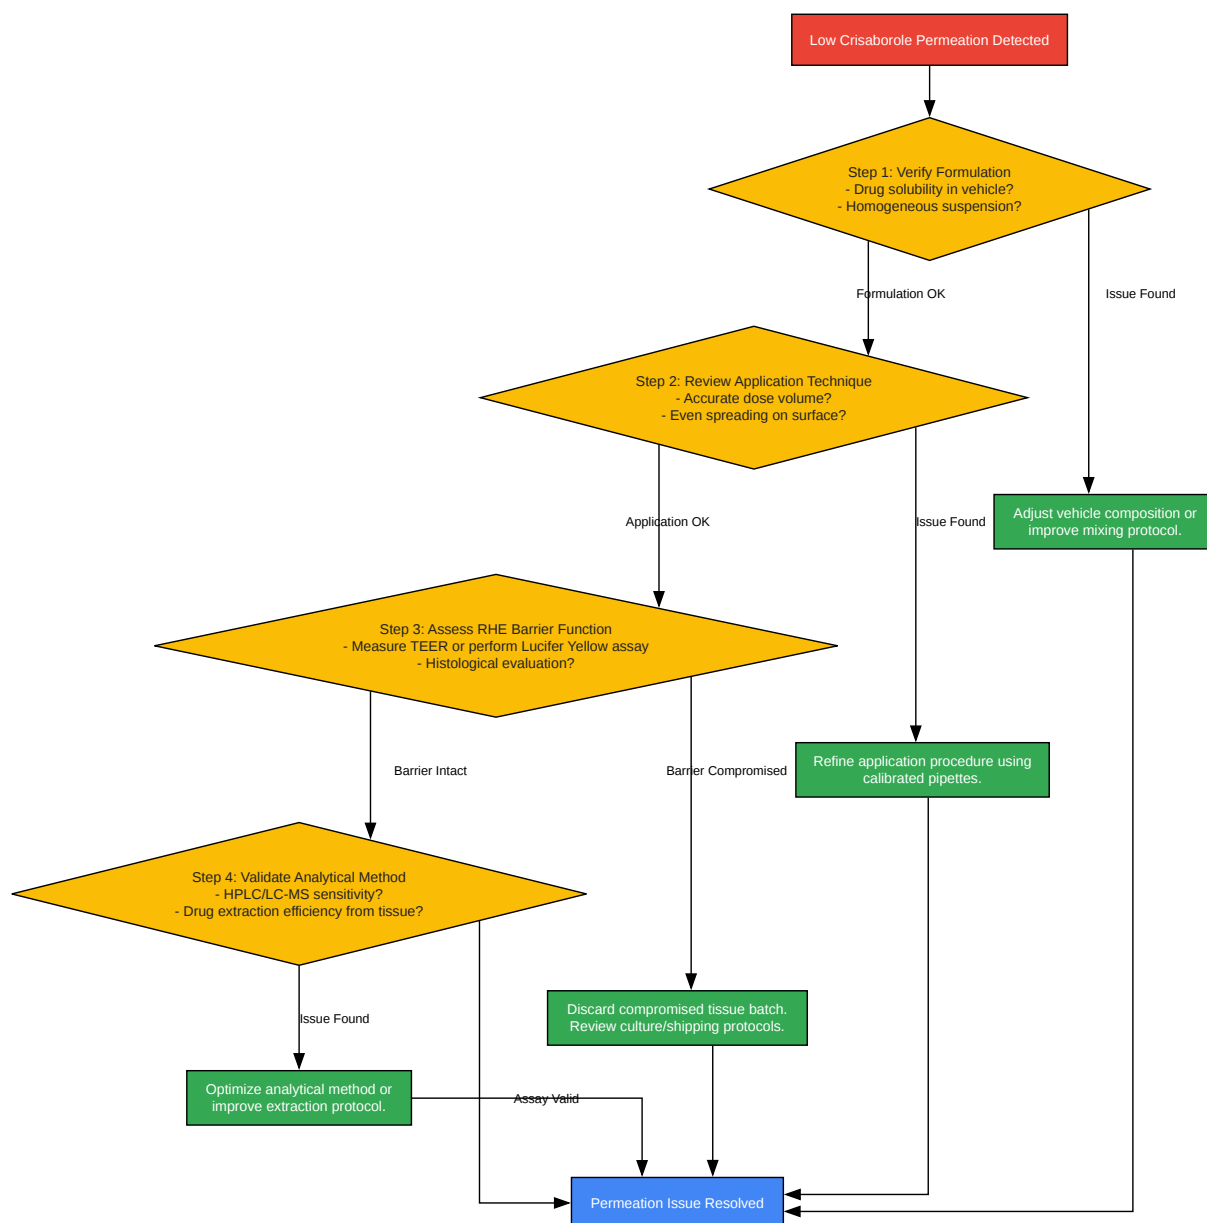 Low Crisaborole Permeation Detected
Step 1: Verify Formulation
- Drug solubility in vehicle?
- Homogeneous suspension?
Formulation OK
Issue Found
Step 2: Review Application Technique
- Accurate dose volume?
- Even spreading on surface?
Application OK
Issue Found
Adjust vehicle composition or
improve mixing protocol.
Step 3: Assess RHE Barrier Function
- Measure TEER or perform Lucifer Yellow assay
- Histological evaluation?
Barrier Intact
Barrier Compromised
Refine application procedure using
calibrated pipettes.
Step 4: Validate Analytical Method
- HPLC/LC-MS sensitivity?
- Drug extraction efficiency from tissue?
Issue Found
Discard compromised tissue batch.
Review culture/shipping protocols.
Optimize analytical method or
improve extraction protocol.
Assay Valid
Permeation Issue Resolved